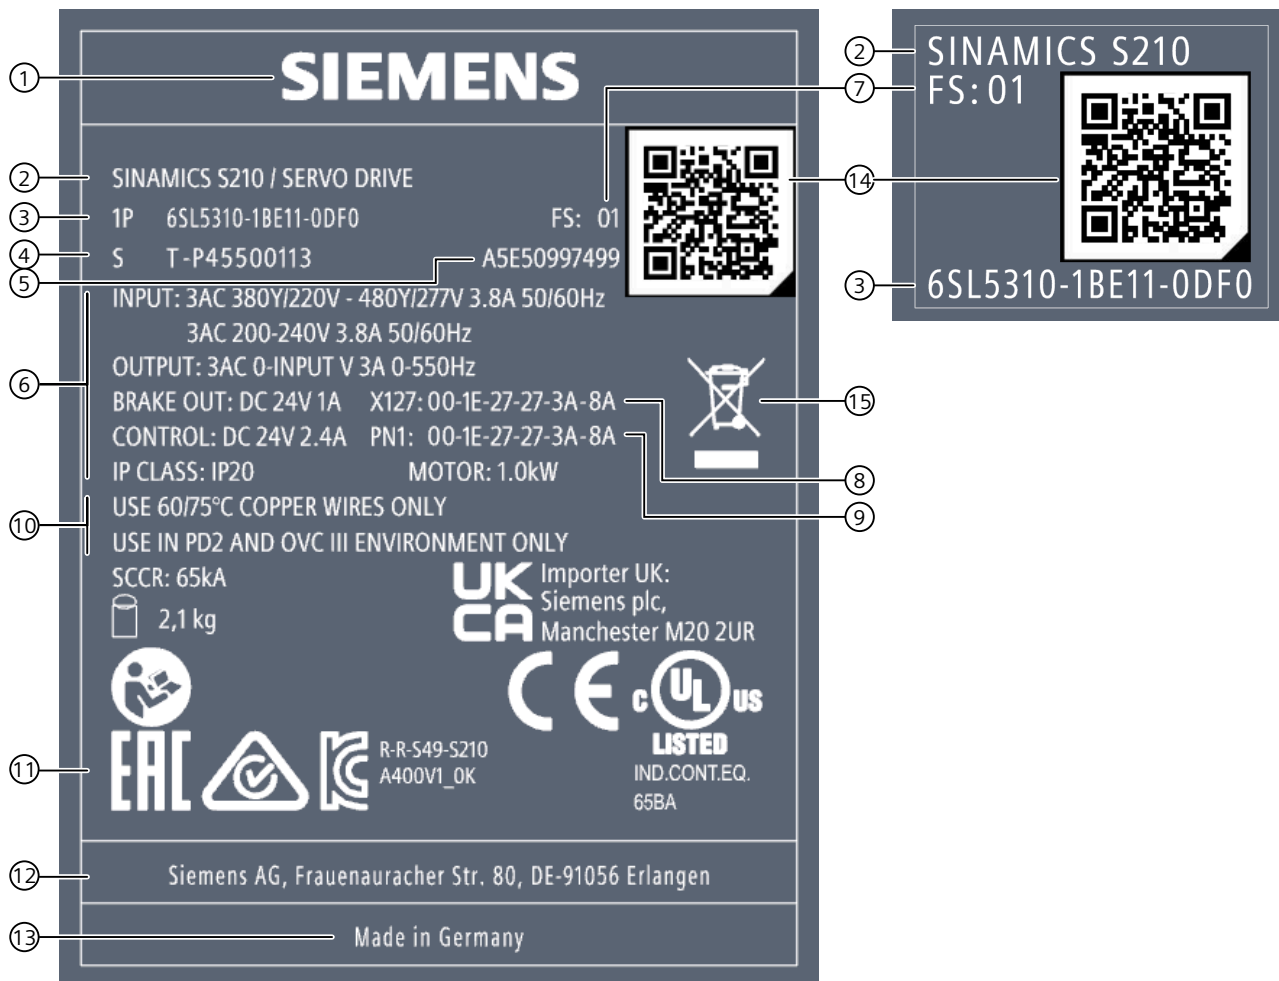 SIEMENS
① 
② SINAMICS S210 / SERVO DRIVE
③ 1P 6SL5310-1BE11-0DF0 FS: 01
④ S T-P45500113 A5E50997499
⑤
INPUT: 3AC 380Y/220V - 480Y/277V 3.8A 50/60Hz
3AC 200-240V 3.8A 50/60Hz
⑥ OUTPUT: 3AC 0-INPUT V 3A 0-550Hz
BRAKE OUT: DC 24V 1A X127: 00-1E-27-27-3A-8A
CONTROL: DC 24V 2.4A PN1: 00-1E-27-27-3A-8A
IP CLASS: IP20 MOTOR: 1.0kW
USE 60/75°C COPPER WIRES ONLY
⑩
USE IN PD2 AND OVC III ENVIRONMENT ONLY
SCCR: 65kA
2,1 kg
UK
CA
Importer UK:
Siemens plc,
Manchester M20 2UR
CE
C UL US
LISTED
IND.CONT.EQ.
65BA
⑪ EAC
R-R-S49-S210
A400V1_0K
⑫ Siemens AG, Frauenauracher Str. 80, DE-91056 Erlangen
⑬ Made in Germany
② SINAMICS S210
⑦ FS: 01
⑭
③ 6SL5310-1BE11-0DF0
⑮
⑧
⑨